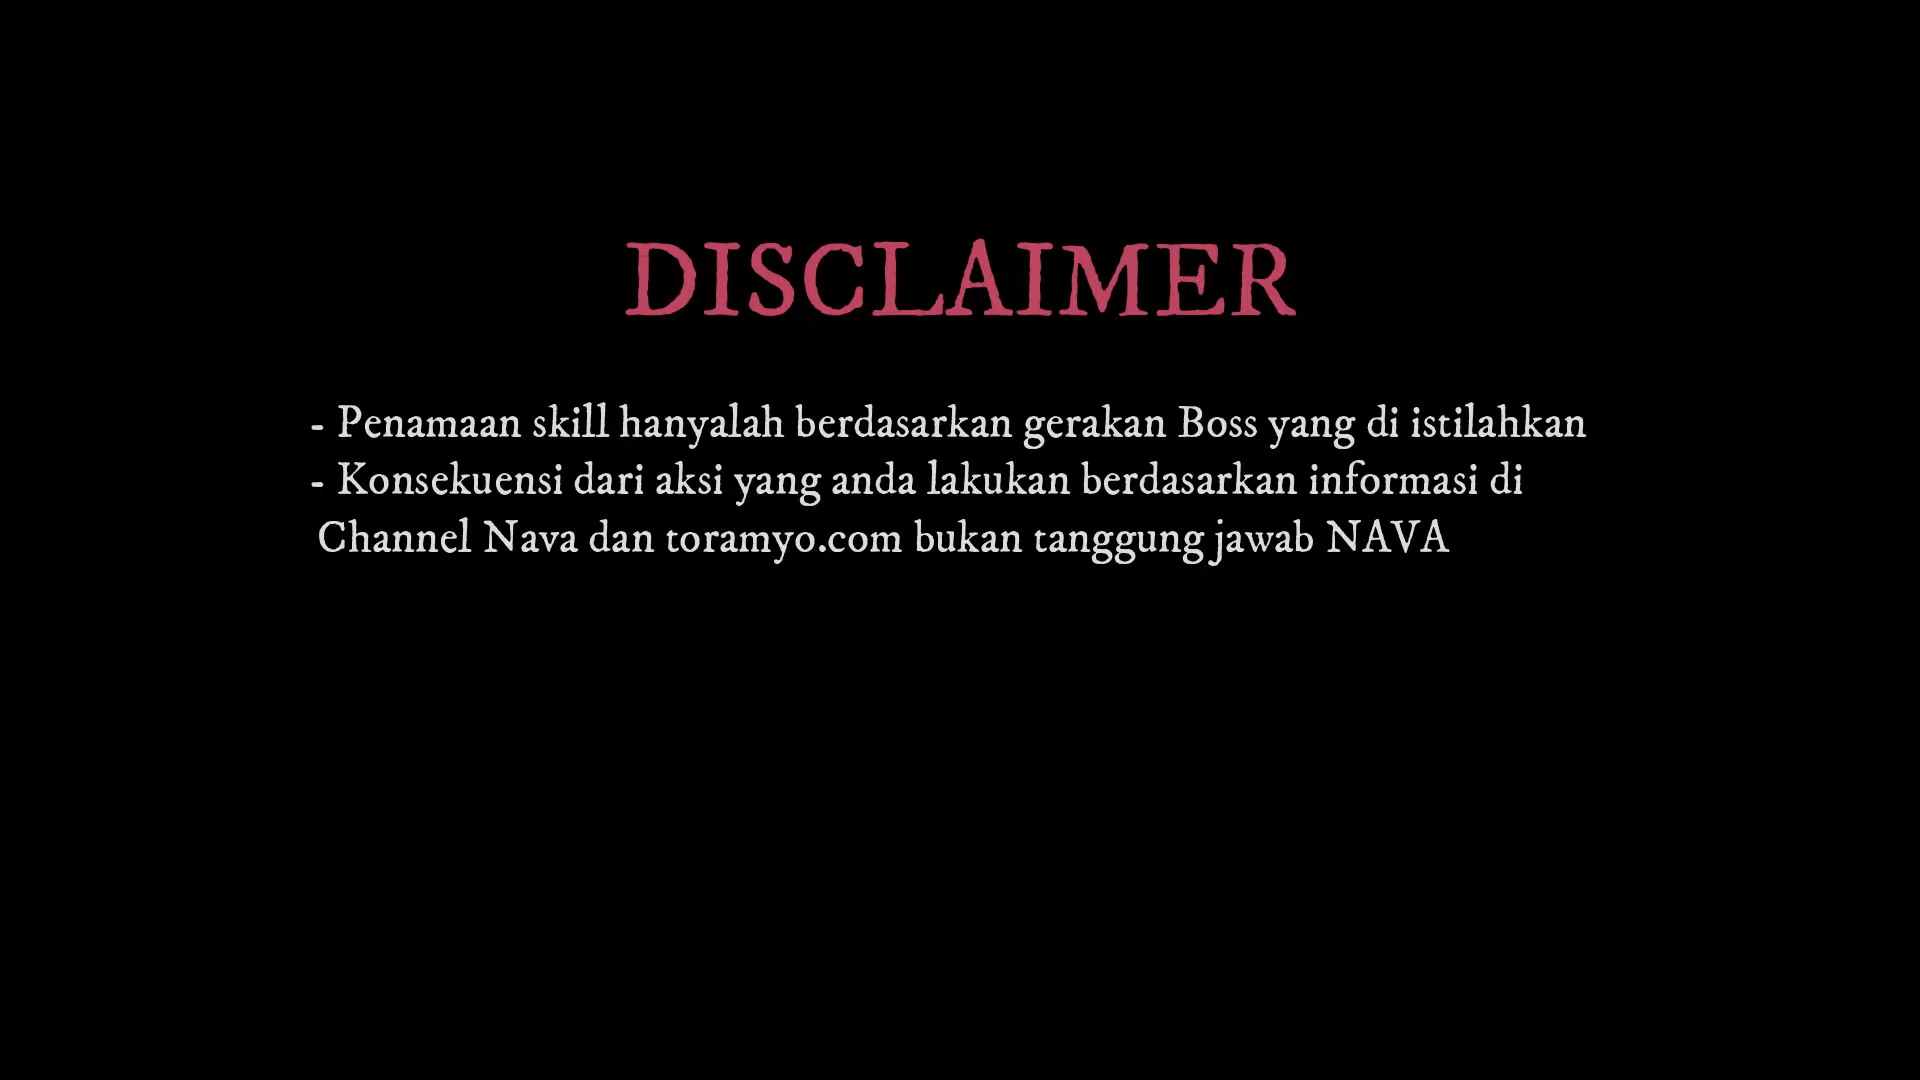 DISCLAIMER
- Penamaan skill hanyalah berdasarkan gerakan Boss yang di istilahkan
- Konsekuensi dari aksi yang anda lakukan berdasarkan informasi di
Channel Nava dan toramyo.com bukan tanggung jawab NAVA